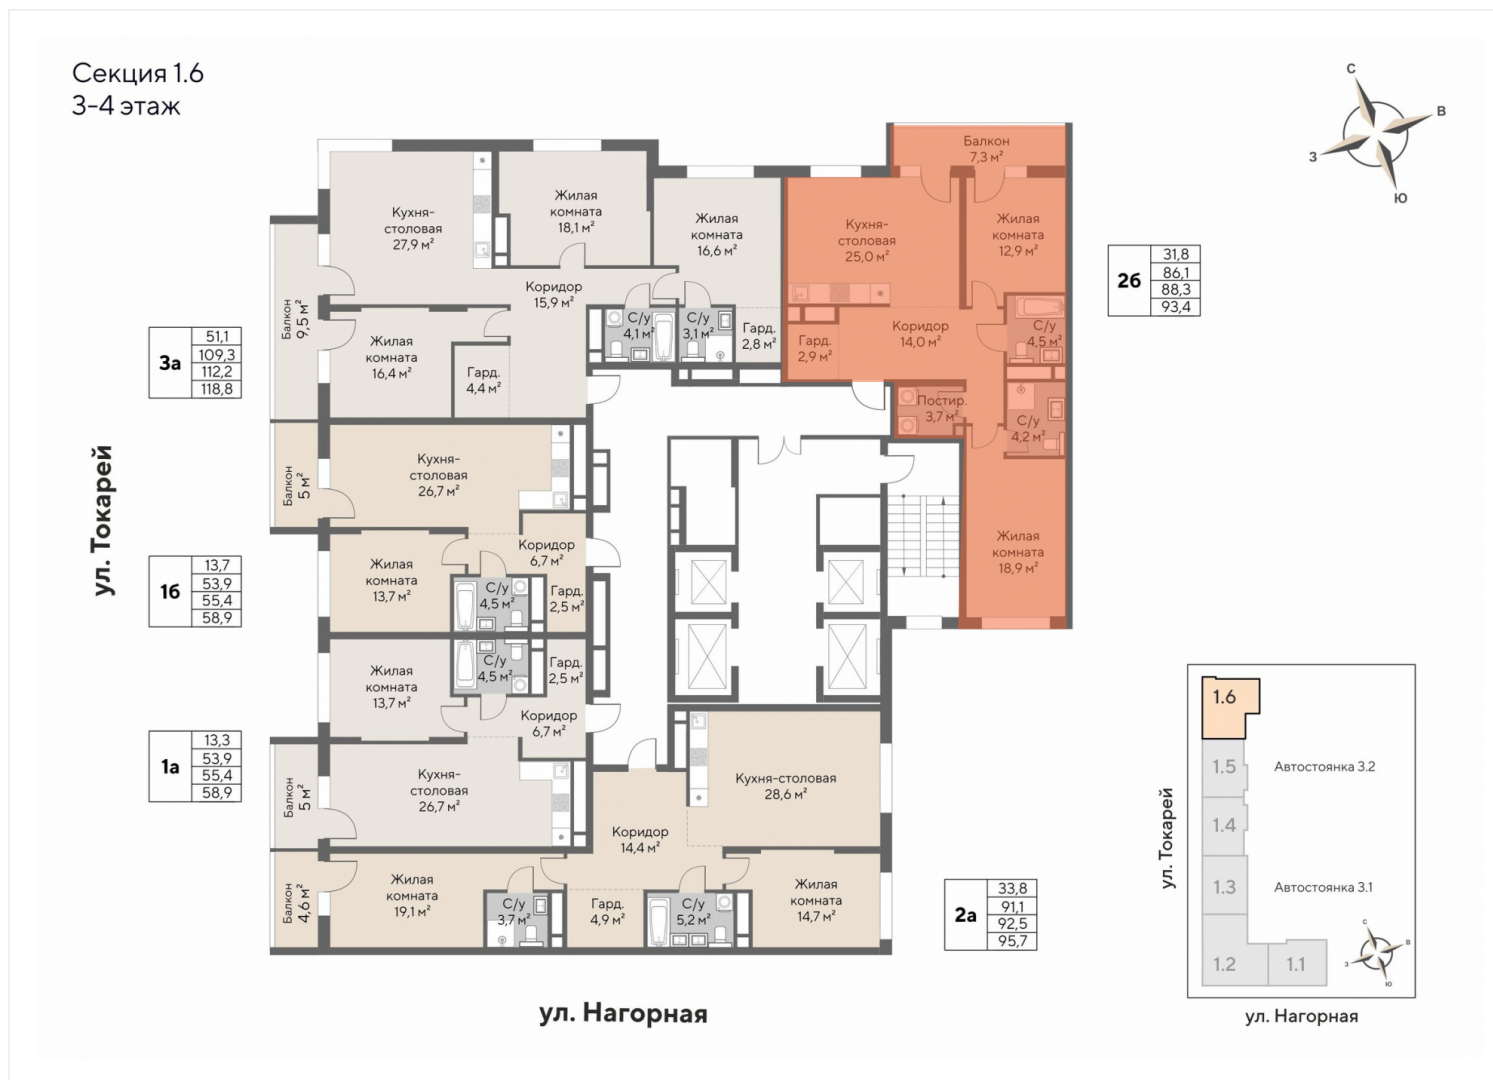 Секция 1.6
3-4 этаж
С
В
З
Ю
Балкон
7,3 м²
Кухня-
столовая
27,9 м²
Жилая
комната
18,1 м²
Жилая
комната
16,6 м²
Кухня-
столовая
25,0 м²
Жилая
комната
12,9 м²
2б
31,8
86,1
88,3
93,4
Балкон
9,5 м²
Коридор
15,9 м²
С/у
4,1 м²
С/у
3,1 м²
Гард.
2,8 м²
Гард.
2,9 м²
Коридор
14,0 м²
С/у
4,5 м²
3а
51,1
109,3
112,2
118,8
Жилая
комната
16,4 м²
Гард.
4,4 м²
Постир.
3,7 м²
С/у
4,2 м²
ул. Токарей
Балкон
5 м²
Кухня-
столовая
26,7 м²
Коридор
6,7 м²
Жилая
комната
18,9 м²
1б
13,7
53,9
55,4
58,9
Жилая
комната
13,7 м²
С/у
4,5 м²
Гард.
2,5 м²
Жилая
комната
13,7 м²
С/у
4,5 м²
Гард.
2,5 м²
Коридор
6,7 м²
1а
13,3
53,9
55,4
58,9
Балкон
5 м²
Кухня-
столовая
26,7 м²
Кухня-столовая
28,6 м²
Коридор
14,4 м²
Балкон
4,6 м²
Жилая
комната
19,1 м²
С/у
3,7 м²
Гард.
4,9 м²
С/у
5,2 м²
Жилая
комната
14,7 м²
2а
33,8
91,1
92,5
95,7
ул. Нагорная
1.6
1.5
Автостоянка 3.2
1.4
1.3
Автостоянка 3.1
1.2
1.1
ул. Токарей
С
В
З
Ю
ул. Нагорная